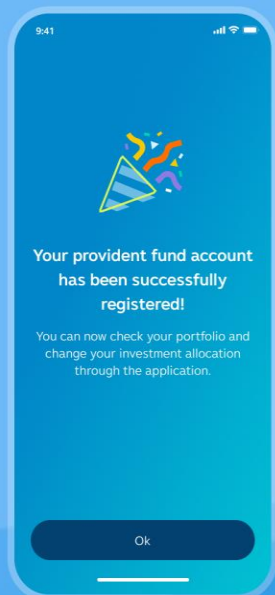 9:41
Your provident fund account
has been successfully
registered!
You can now check your portfolio and
change your investment allocation
through the application.
Ok